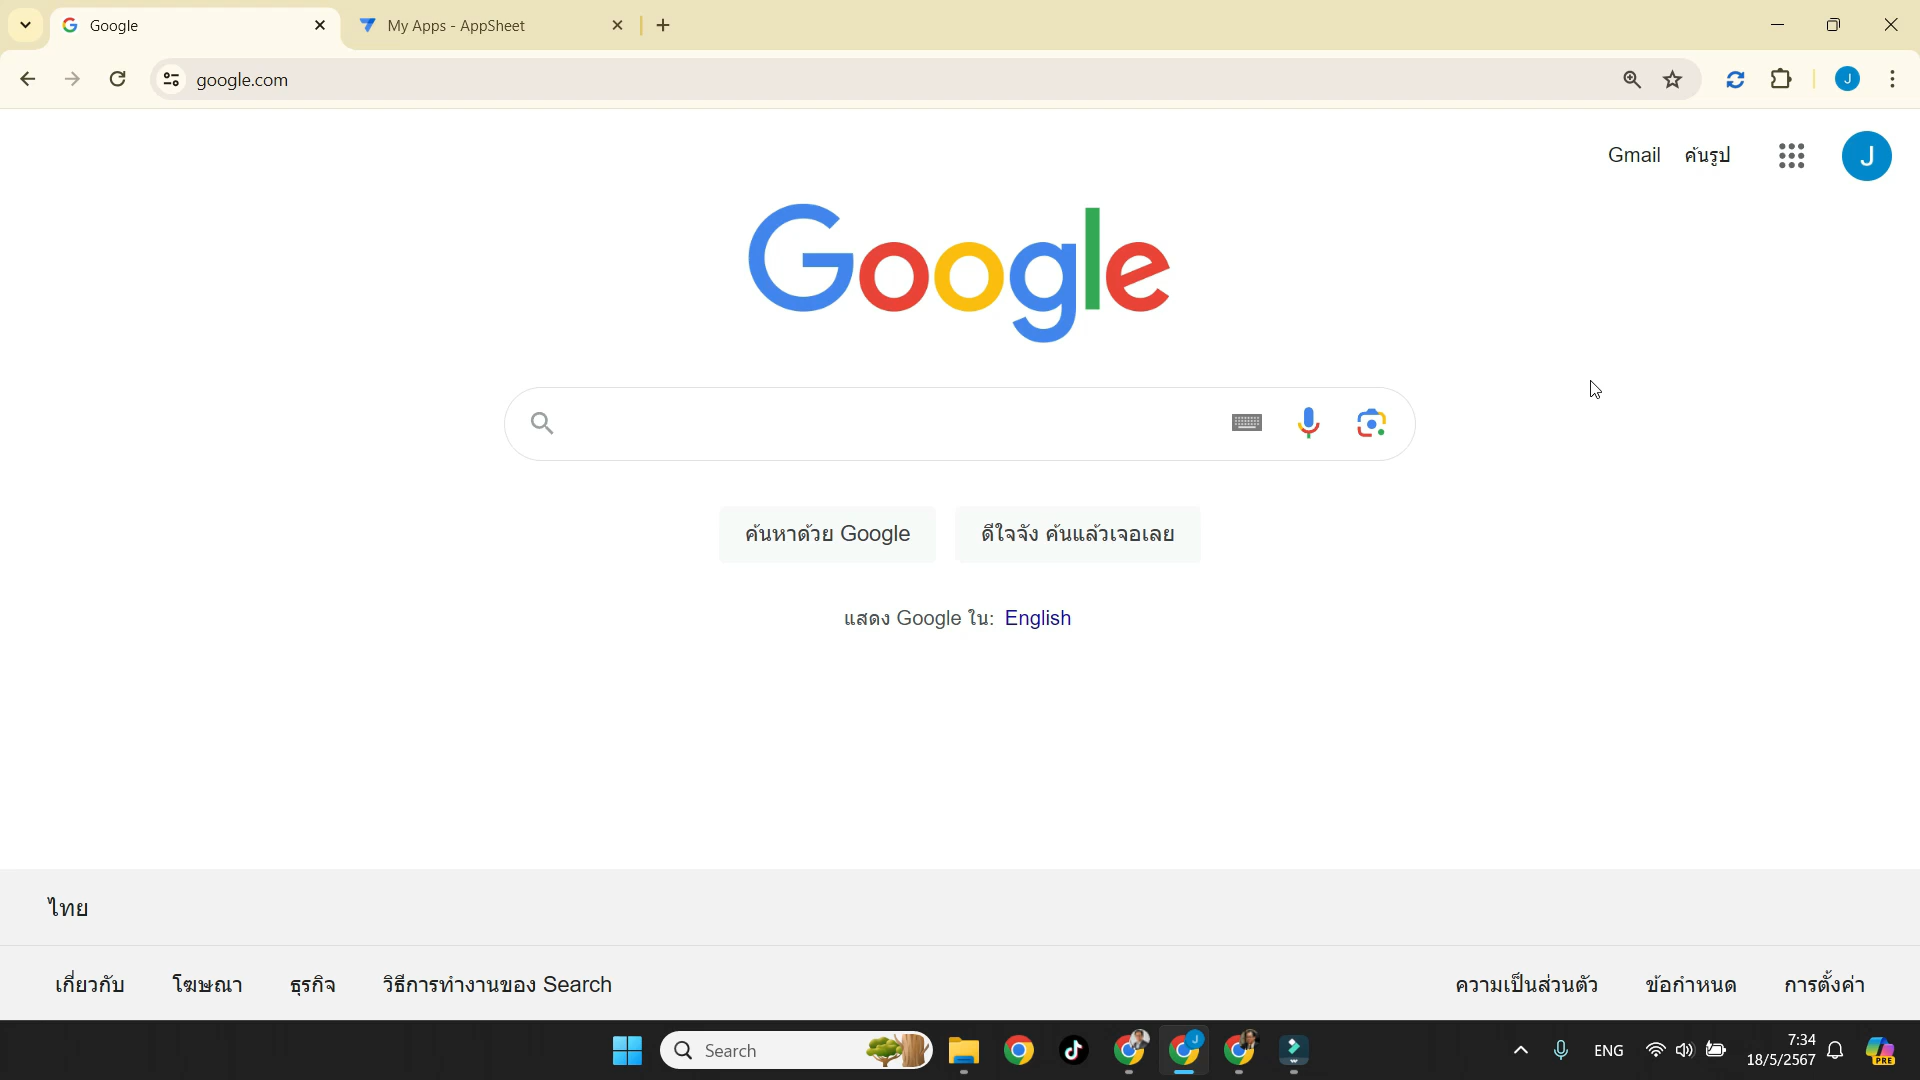 Google
My Apps - AppSheet
google.com
J
Gmail
ค้นรูป
J
Google
ค้นหาด้วย Google
ดีใจจัง ค้นแล้วเจอเลย
แสดง Google ใน: English
ไทย
เกี่ยวกับ
โฆษณา
ธุรกิจ
วิธีการทำงานของ Search
ความเป็นส่วนตัว
ข้อกำหนด
การตั้งค่า
Search
J
ENG
7:34
18/5/2567
PRE